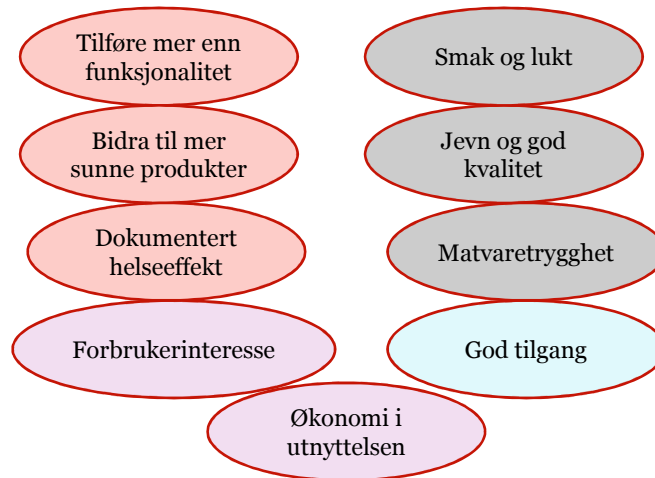 Tilføre mer enn
funksjonalitet
Bidra til mer
sunne produkter
Dokumentert
helseeffekt
Forbrukerinteresse
Smak og lukt
Jevn og god
kvalitet
Matvaretrygghet
God tilgang
Økonomi i
utnyttelsen